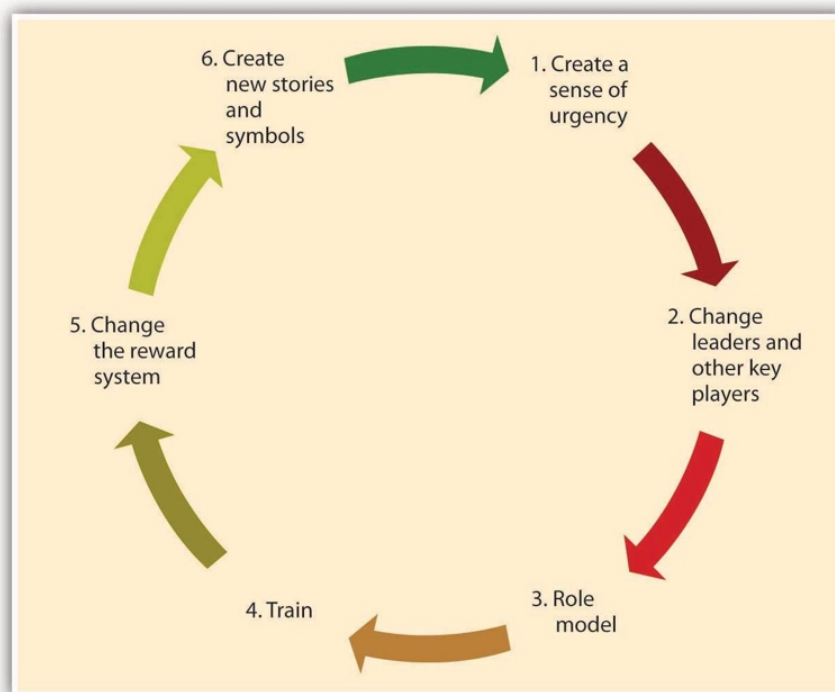 1. Create a
sense of
urgency
2. Change
leaders and
other key
players
3. Role
model
4. Train
5. Change
the reward
system
6. Create
new stories
and
symbols